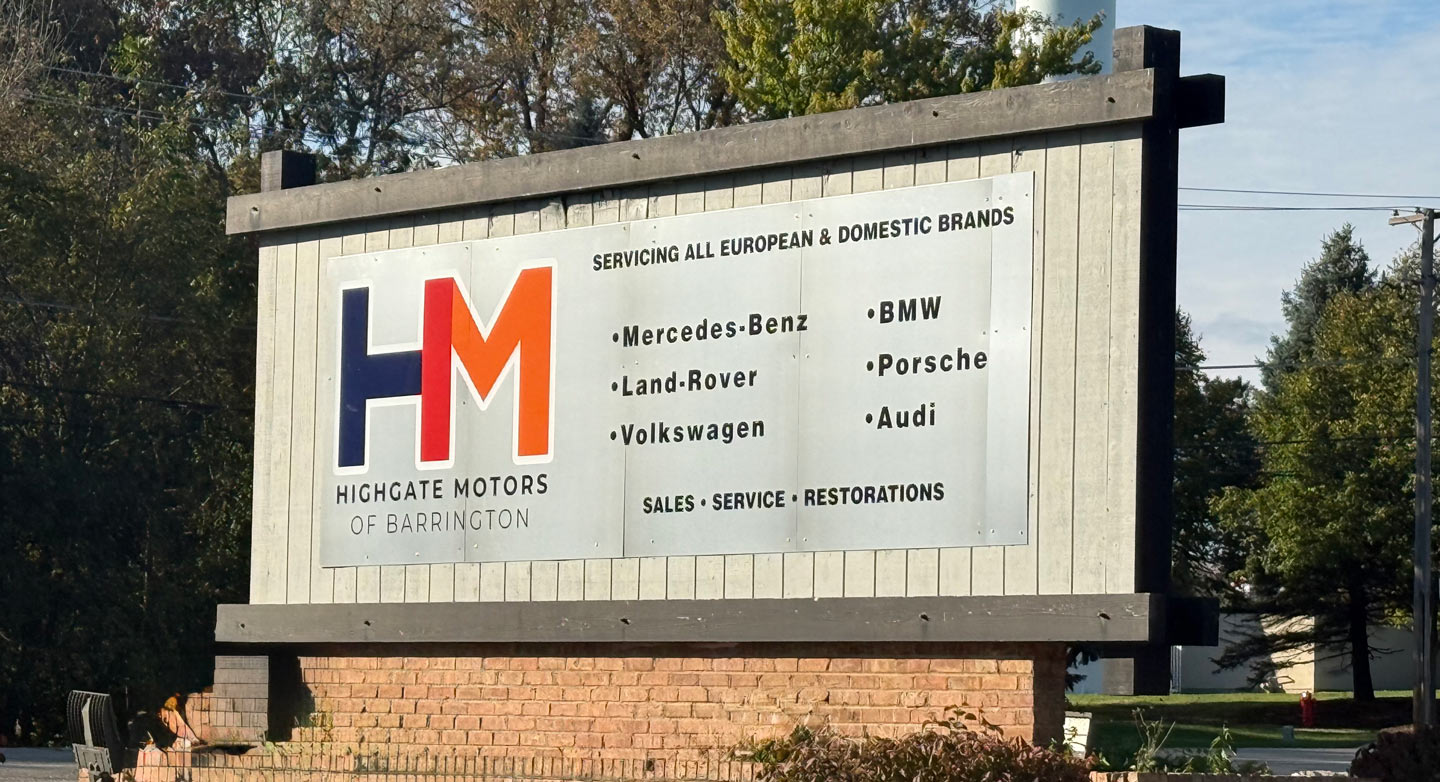 HM
HIGHGATE MOTORS
OF BARRINGTON
SERVICING ALL EUROPEAN & DOMESTIC BRANDS
•Mercedes-Benz
•Land-Rover
•Volkswagen
•BMW
•Porsche
•Audi
SALES • SERVICE • RESTORATIONS